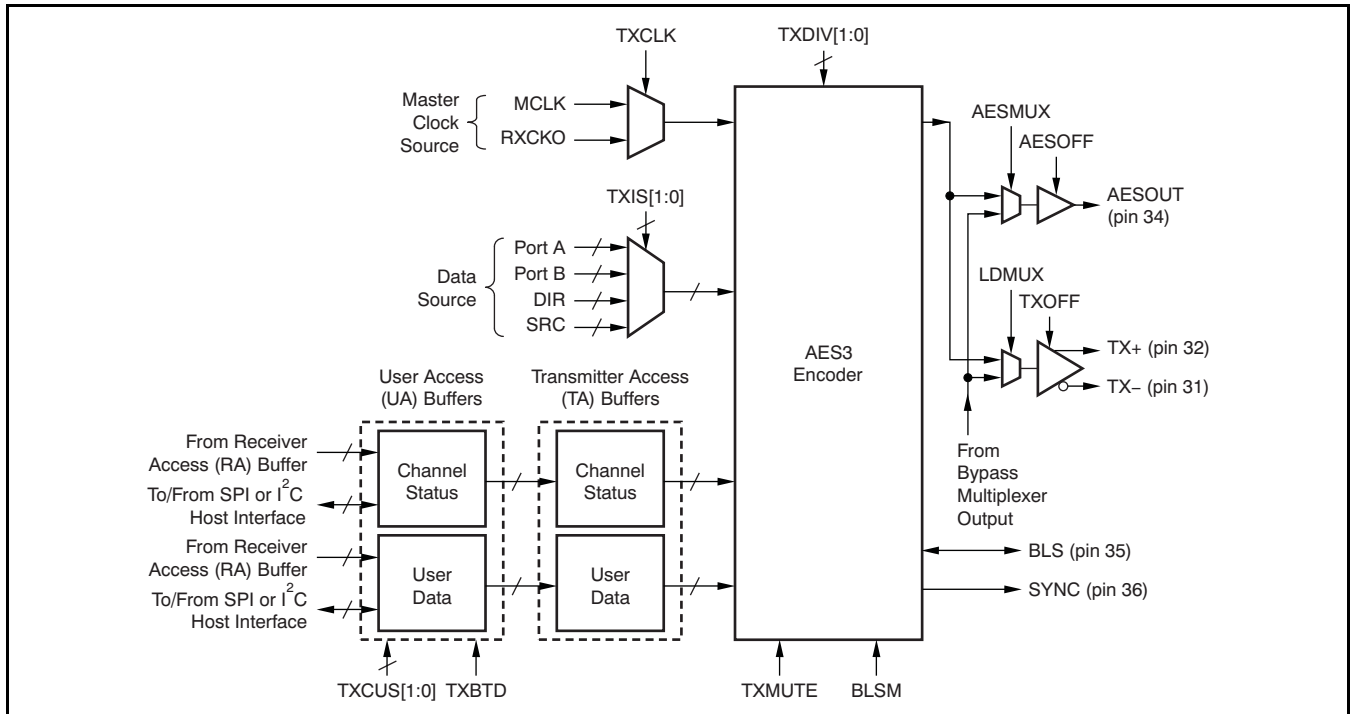 TXCLK
TXDIV[1:0]
Master
Clock
Source
MCLK
RXCKO
AESMUX
AESOFF
AESOUT
(pin 34)
TXIS[1:0]
Data
Source
Port A
Port B
DIR
SRC
LDMUX
TXOFF
TX+ (pin 32)
TX− (pin 31)
AES3
Encoder
From
Bypass
Multiplexer
Output
User Access
(UA) Buffers
Transmitter Access
(TA) Buffers
From Receiver
Access (RA) Buffer
To/From SPI or I²C
Host Interface
Channel
Status
Channel
Status
From Receiver
Access (RA) Buffer
To/From SPI or I²C
Host Interface
User
Data
User
Data
BLS (pin 35)
SYNC (pin 36)
TXCUS[1:0]
TXBTD
TXMUTE
BLSM